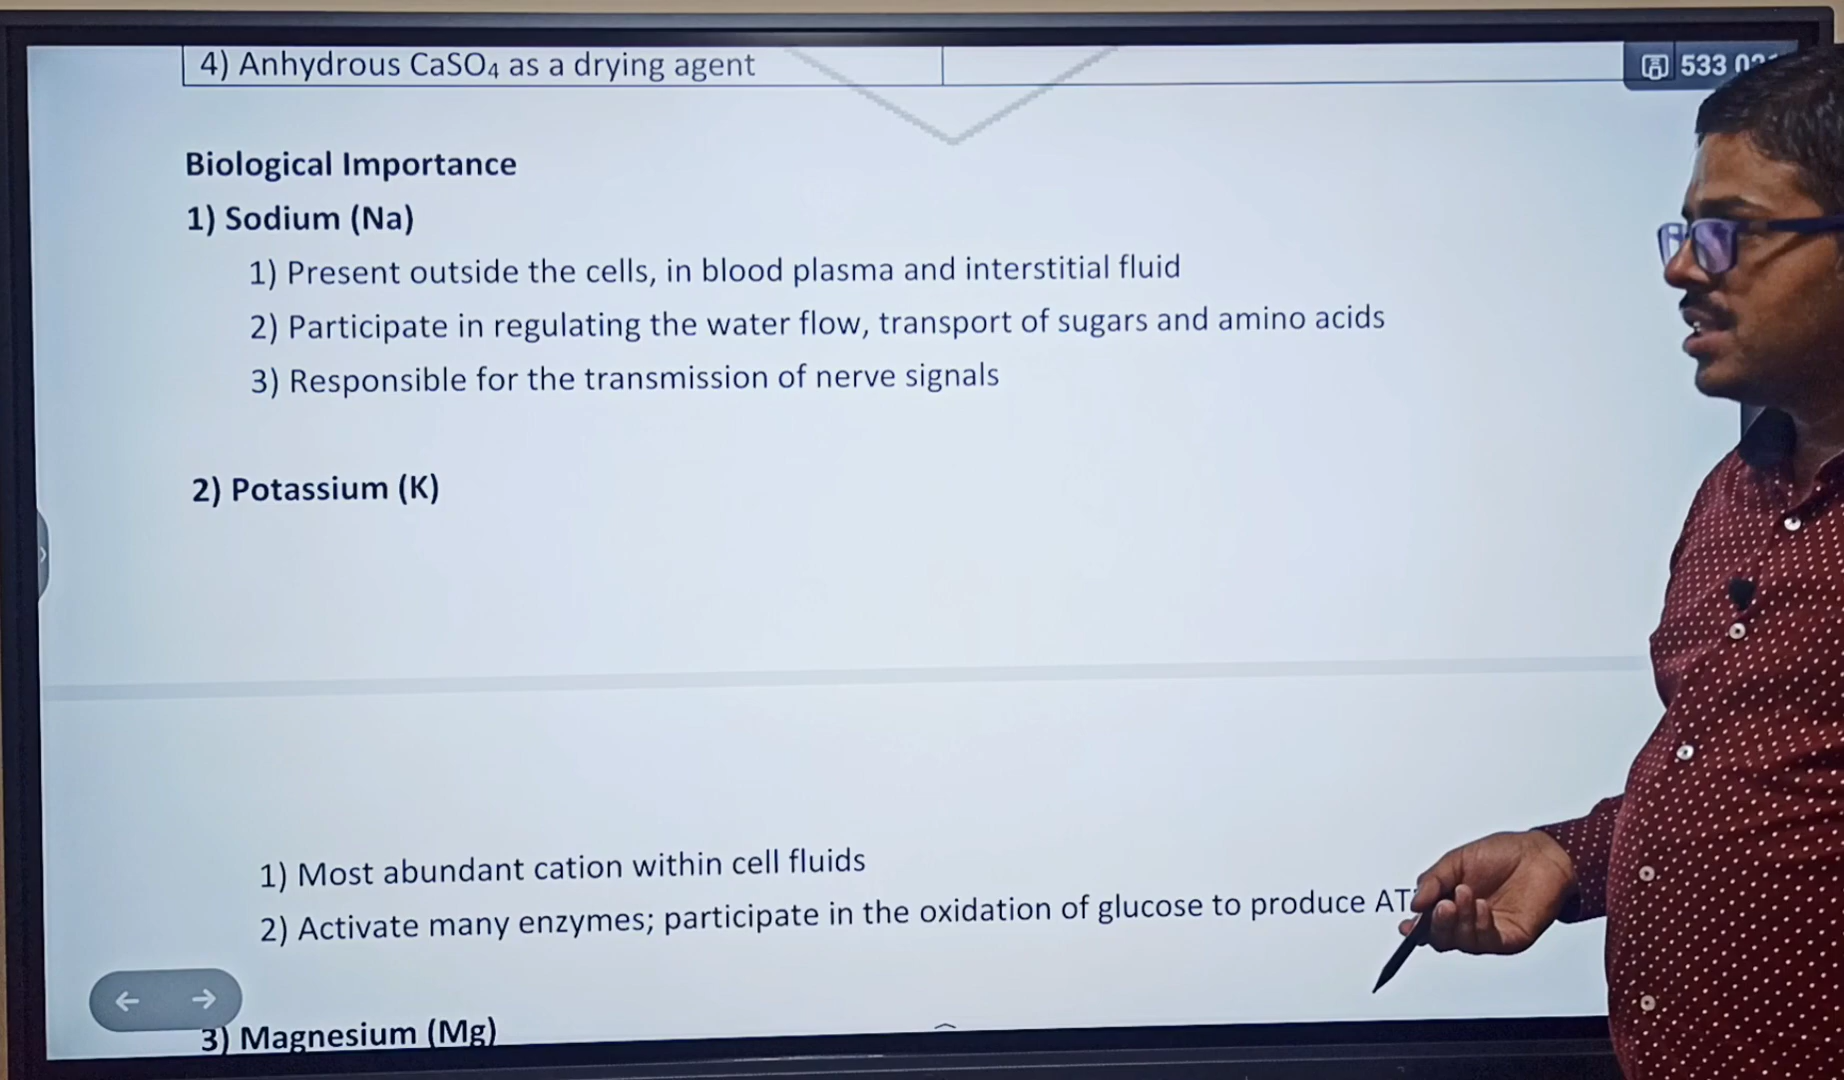 4) Anhydrous CaSO₄ as a drying agent
533
Biological Importance
1) Sodium (Na)
1) Present outside the cells, in blood plasma and interstitial fluid
2) Participate in regulating the water flow, transport of sugars and amino acids
3) Responsible for the transmission of nerve signals
2) Potassium (K)
1) Most abundant cation within cell fluids
2) Activate many enzymes; participate in the oxidation of glucose to produce
3) Magnesium (Mg)